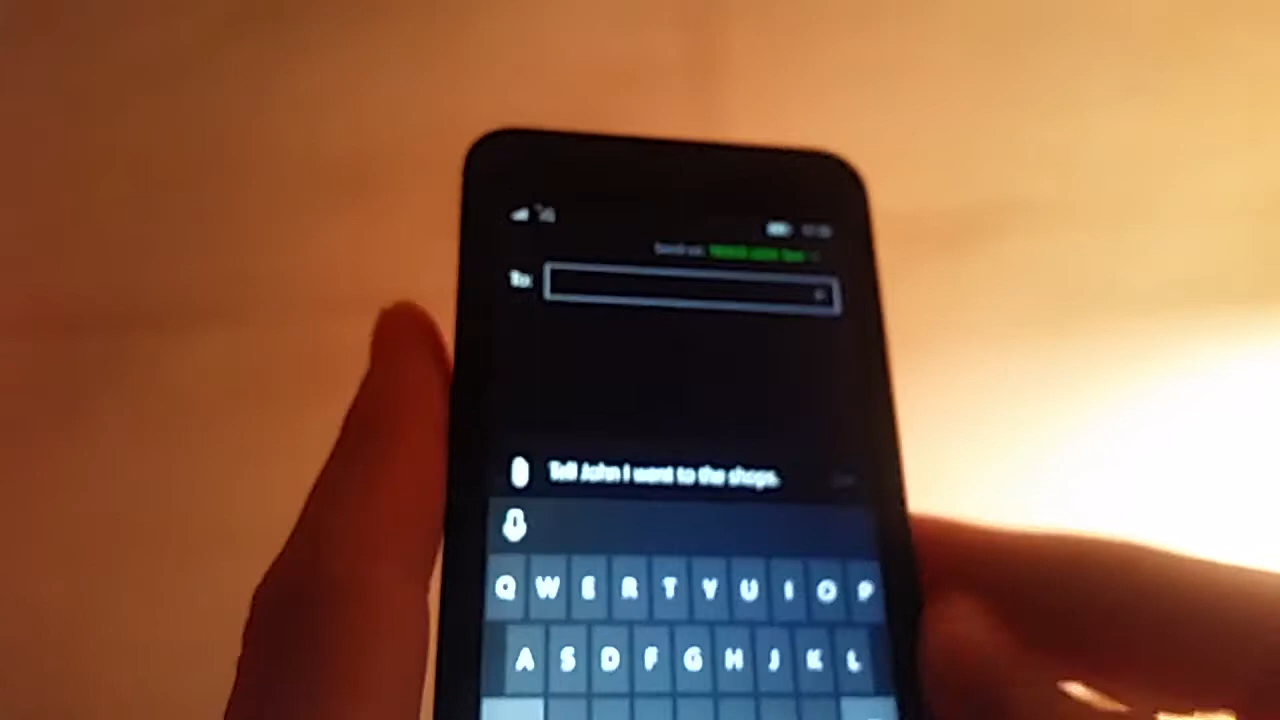 To:
Tell John I went to the shops.
Q W E R T Y U I O P
A S D F G H J K L